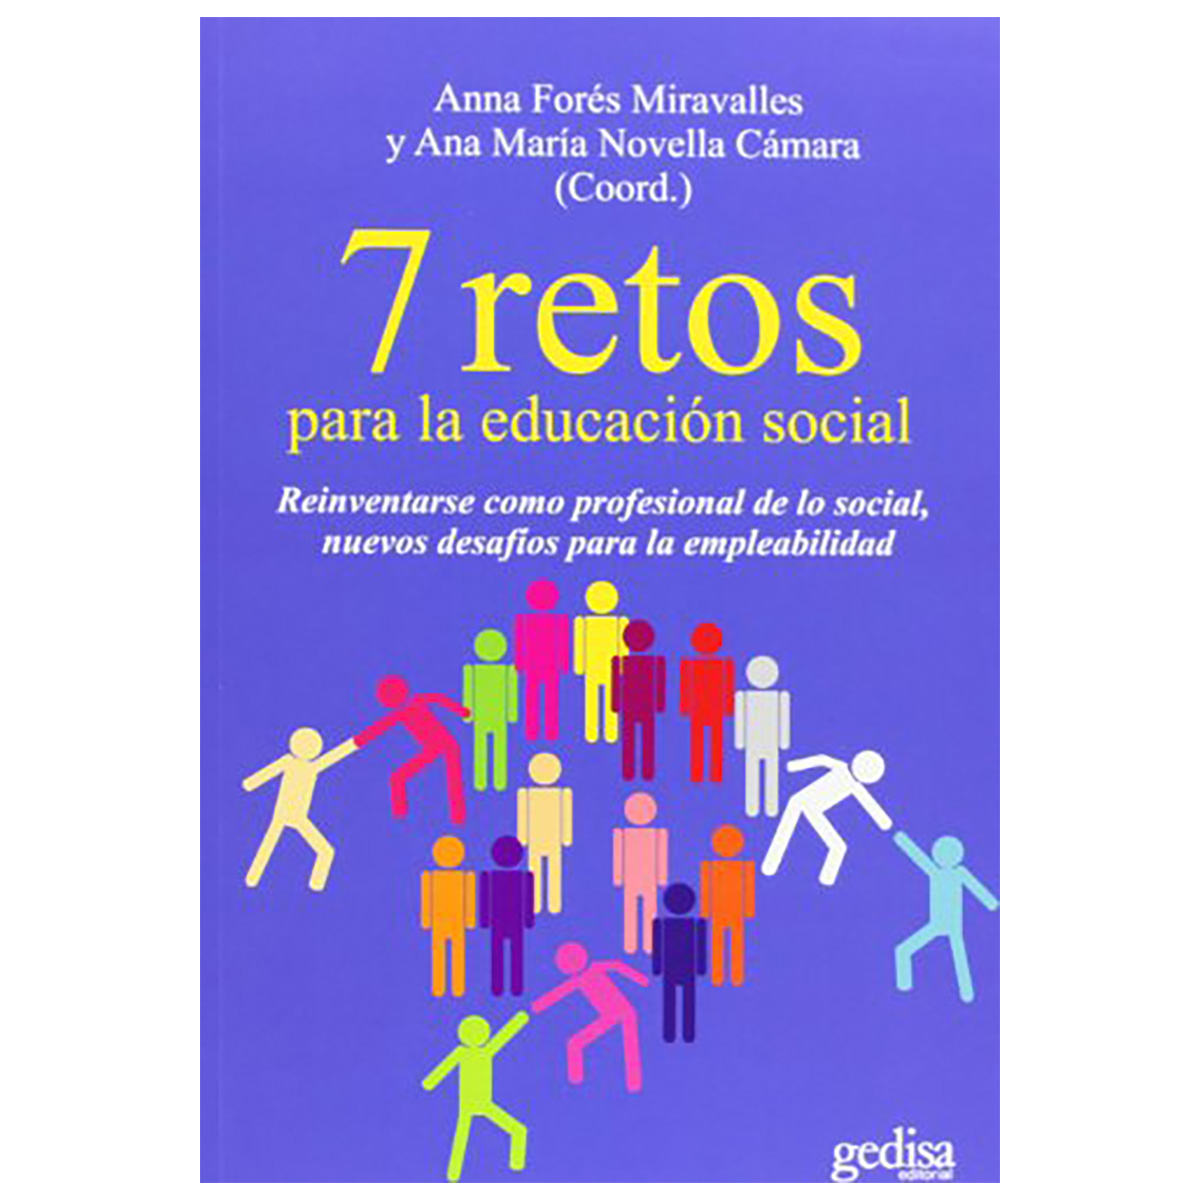 Anna Forés Miravalles
y Ana María Novella Cámara
(Coord.)
7 retos
para la educación social
Reinventarse como profesional de lo social,
nuevos desafíos para la empleabilidad
gedisa
editorial